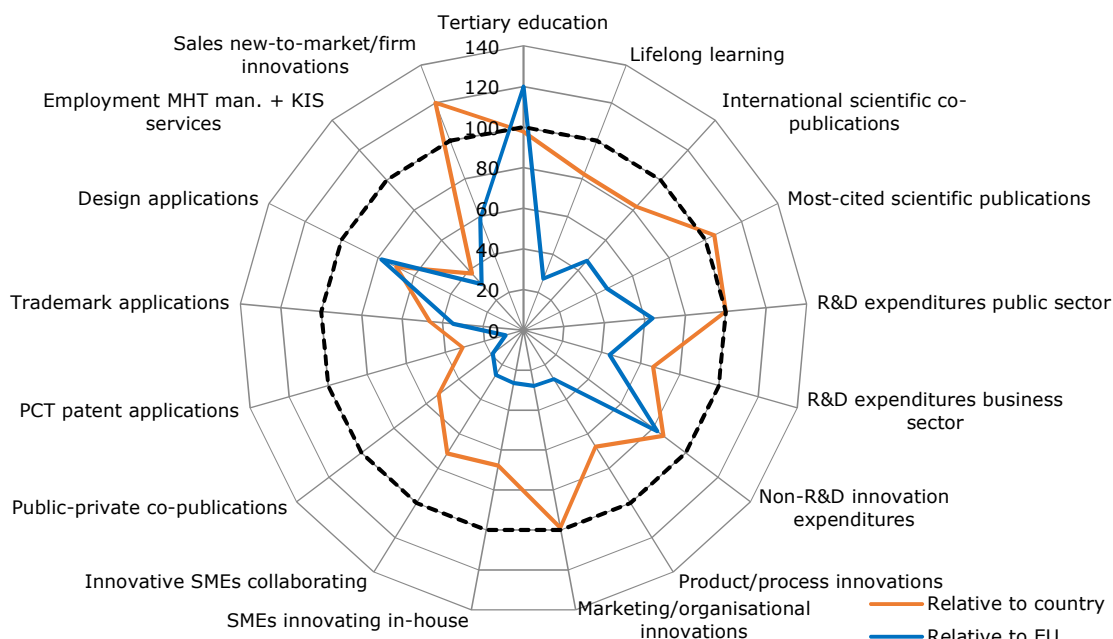 Tertiary education
Sales new-to-market/firm
innovations
Lifelong learning
Employment MHT man. + KIS
services
International scientific co-
publications
Design applications
Most-cited scientific publications
Trademark applications
R&D expenditures public sector
PCT patent applications
R&D expenditures business
sector
Public-private co-publications
Non-R&D innovation
expenditures
Innovative SMEs collaborating
Product/process innovations
SMEs innovating in-house
Marketing/organisational
innovations
140
120
100
80
60
40
20
0
Relative to country
Relative to EU